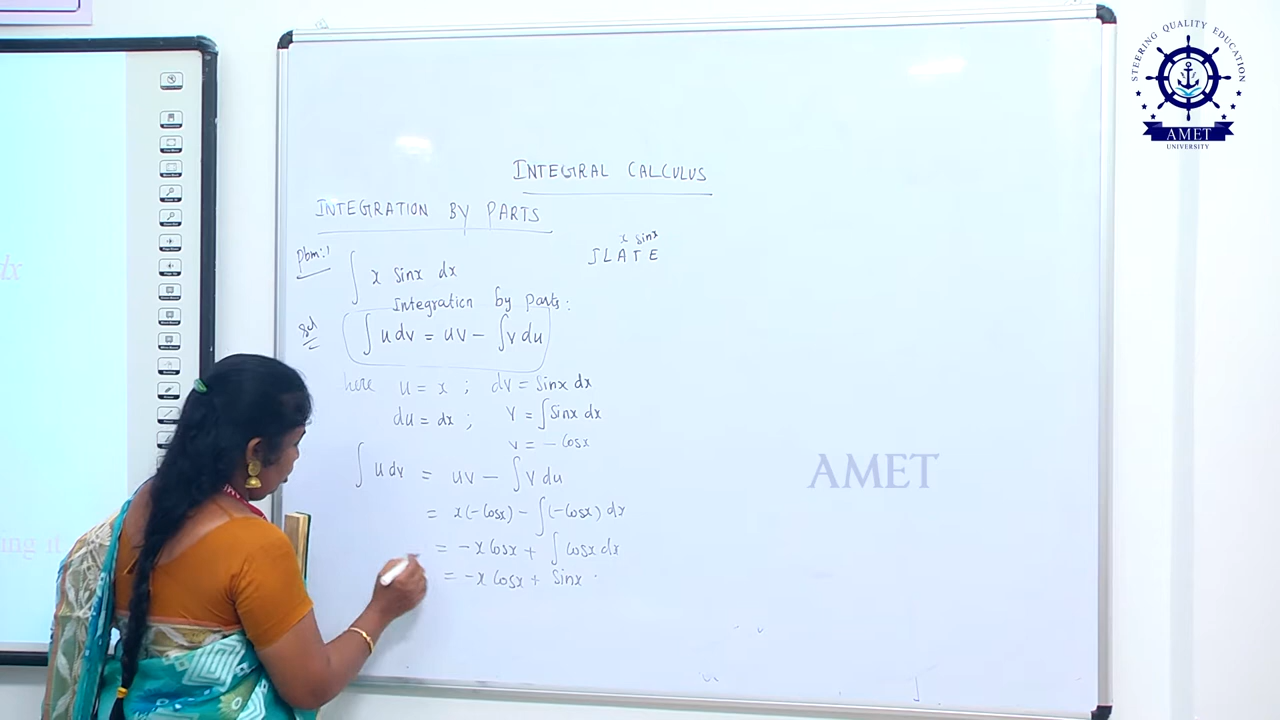 INTEGRAL CALCULUS
INTEGRATION BY PARTS
x sinx
ILATE
Pbm:1 ∫ x sinx dx
Integration by parts:
Sol ∫ u dv = uv − ∫ v du
here u = x ; dv = sinx dx
du = dx ; v = ∫ sinx dx
v = − cosx
∫ u dv = uv − ∫ v du
= x(−cosx) − ∫ (−cosx) dx
= −x cosx + ∫ cosx dx
= −x cosx + sinx
STEERING QUALITY EDUCATION
AMET
UNIVERSITY
AMET
dx
ing it